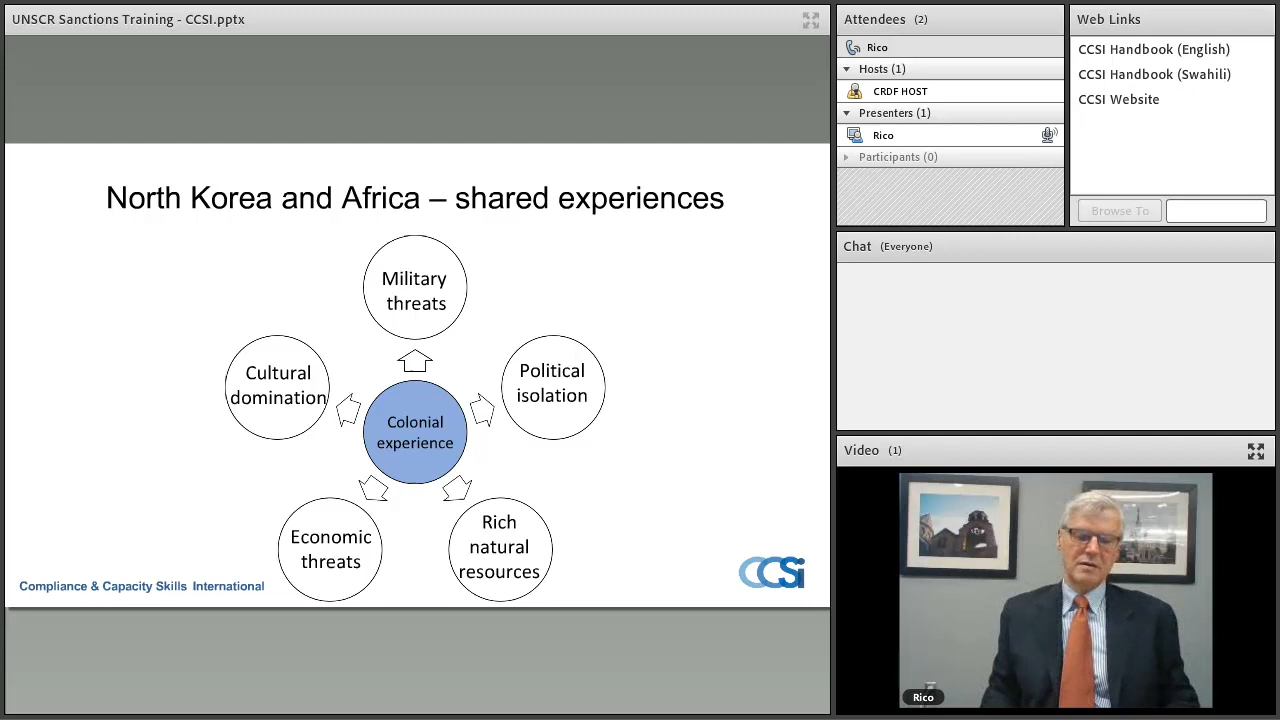 UNSCR Sanctions Training - CCSI.pptx
North Korea and Africa – shared experiences
Military
threats
Cultural
domination
Political
isolation
Colonial
experience
Economic
threats
Rich
natural
resources
Compliance & Capacity Skills International
CCSi
Attendees (2)
Rico
Hosts (1)
CRDF HOST
Presenters (1)
Rico
Participants (0)
Web Links
CCSI Handbook (English)
CCSI Handbook (Swahili)
CCSI Website
Browse To
Chat (Everyone)
Video (1)
Rico